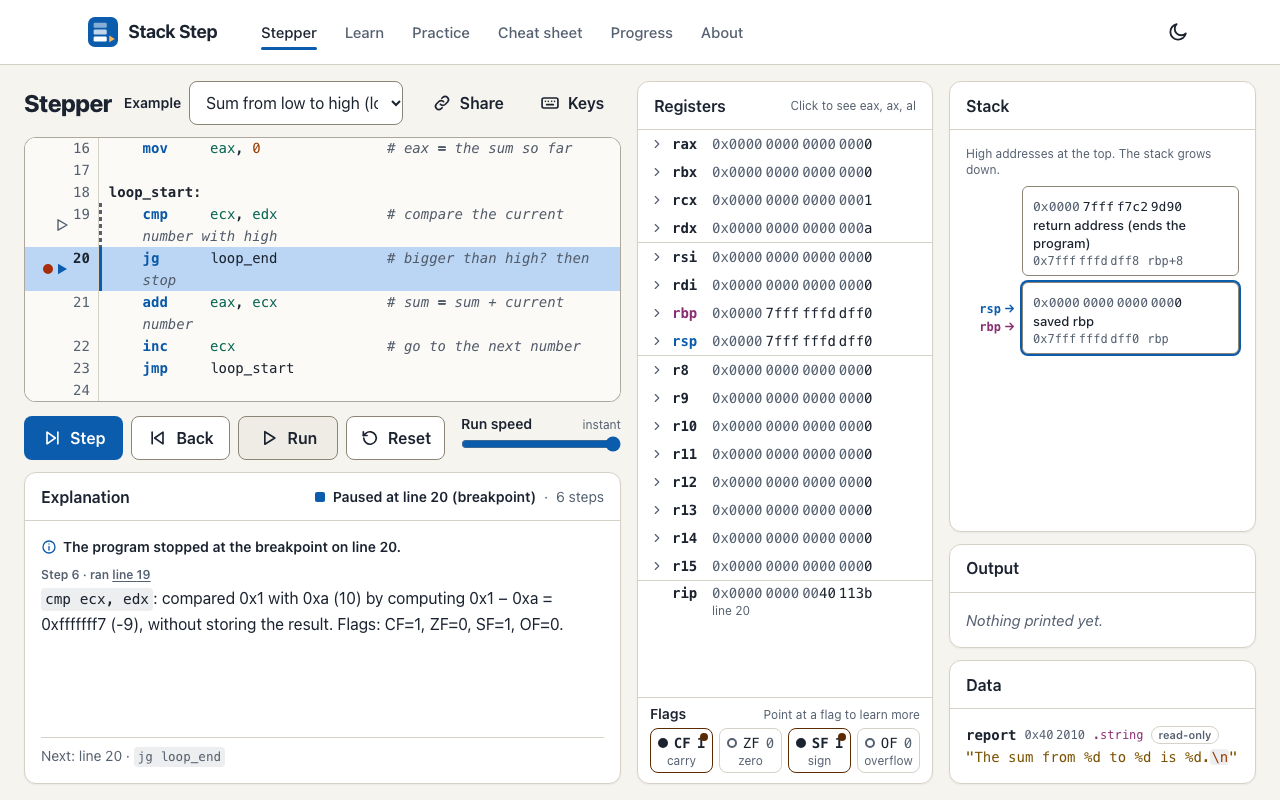 Stack Step
Stepper Learn Practice Cheat sheet Progress About
Stepper Example Sum from low to high (lo Share Keys
16 mov eax, 0 # eax = the sum so far
17
18 loop_start:
19 cmp ecx, edx # compare the current
number with high
20 jg loop_end # bigger than high? then
stop
21 add eax, ecx # sum = sum + current
number
22 inc ecx # go to the next number
23 jmp loop_start
24
Step Back Run Reset Run speed instant
Explanation Paused at line 20 (breakpoint) · 6 steps
The program stopped at the breakpoint on line 20.
Step 6 · ran line 19
cmp ecx, edx: compared 0x1 with 0xa (10) by computing 0x1 – 0xa =
0xfffffff7 (-9), without storing the result. Flags: CF=1, ZF=0, SF=1, OF=0.
Next: line 20 · jg loop_end
Registers Click to see eax, ax, al
rax 0x0000 0000 0000 0000
rbx 0x0000 0000 0000 0000
rcx 0x0000 0000 0000 0001
rdx 0x0000 0000 0000 000a
rsi 0x0000 0000 0000 0000
rdi 0x0000 0000 0000 0000
rbp 0x0000 7fff fffd dff0
rsp 0x0000 7fff fffd dff0
r8 0x0000 0000 0000 0000
r9 0x0000 0000 0000 0000
r10 0x0000 0000 0000 0000
r11 0x0000 0000 0000 0000
r12 0x0000 0000 0000 0000
r13 0x0000 0000 0000 0000
r14 0x0000 0000 0000 0000
r15 0x0000 0000 0000 0000
rip 0x0000 0000 0040 113b
line 20
Flags Point at a flag to learn more
CF 1 ZF 0 SF 1 OF 0
carry zero sign overflow
Stack
High addresses at the top. The stack grows
down.
0x0000 7fff f7c2 9d90
return address (ends the
program)
0x7fff fffd dff8 rbp+8
rsp → 0x0000 0000 0000 0000
rbp → saved rbp
0x7fff fffd dff0 rbp
Output
Nothing printed yet.
Data
report 0x40 2010 .string read-only
"The sum from %d to %d is %d.\n"